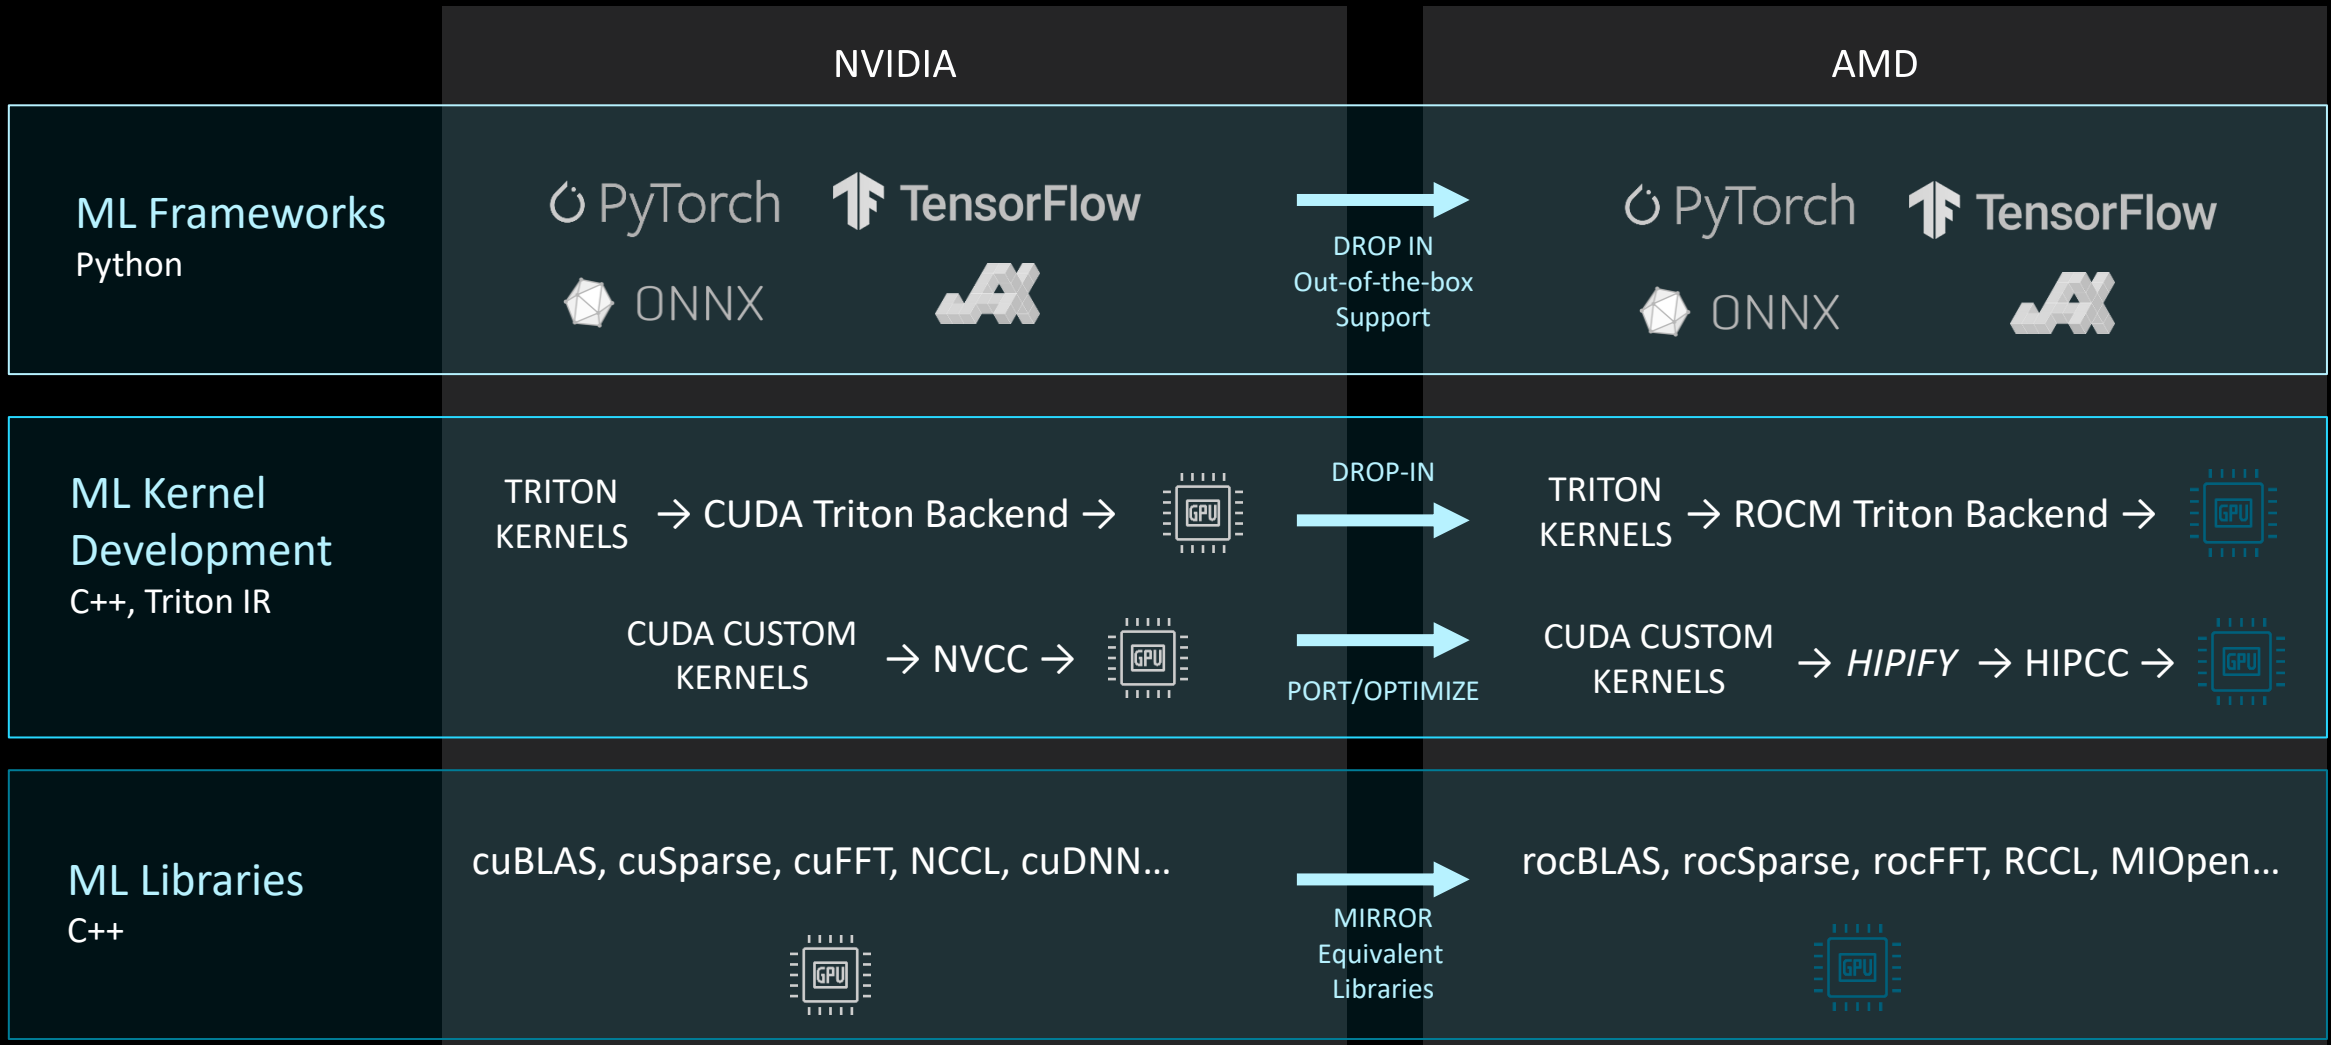 NVIDIA
AMD
ML Frameworks
Python
PyTorch
TensorFlow
ONNX
JAX
DROP IN
Out-of-the-box
Support
PyTorch
TensorFlow
ONNX
JAX
ML Kernel
Development
C++, Triton IR
TRITON
KERNELS
→ CUDA Triton Backend →
GPU
DROP-IN
TRITON
KERNELS
→ ROCM Triton Backend →
GPU
CUDA CUSTOM
KERNELS
→ NVCC →
GPU
PORT/OPTIMIZE
CUDA CUSTOM
KERNELS
→ HIPIFY → HIPCC →
GPU
ML Libraries
C++
cuBLAS, cuSparse, cuFFT, NCCL, cuDNN...
GPU
MIRROR
Equivalent
Libraries
rocBLAS, rocSparse, rocFFT, RCCL, MIOpen...
GPU